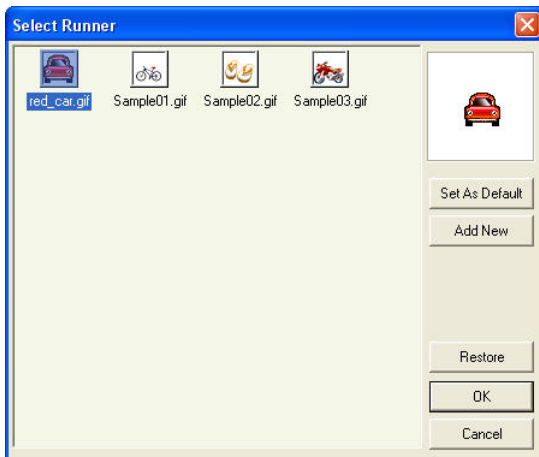 Select Runner
red_car.gif Sample01.gif Sample02.gif Sample03.gif
Set As Default
Add New
Restore
OK
Cancel